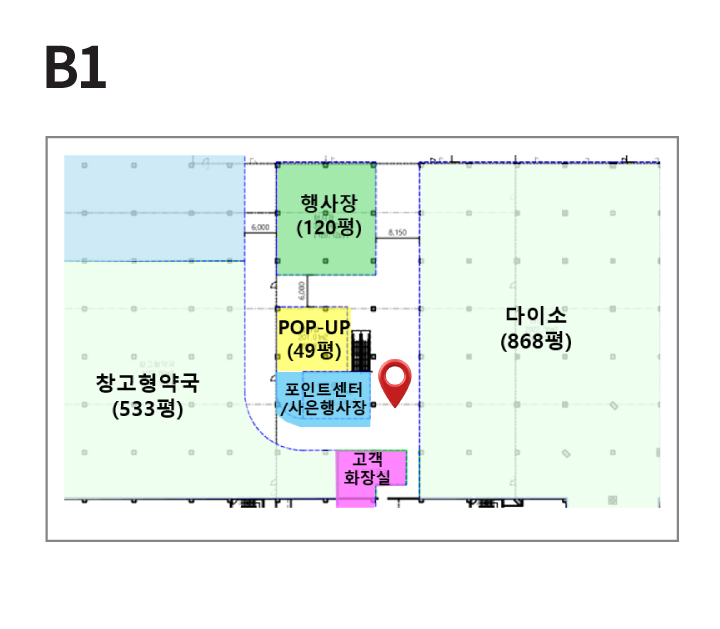 B1
행사장
(120평)
6,000
8,150
6,000
POP-UP
(49평)
다이소
(868평)
창고형약국
(533평)
포인트센터
/사은행사장
고객
화장실